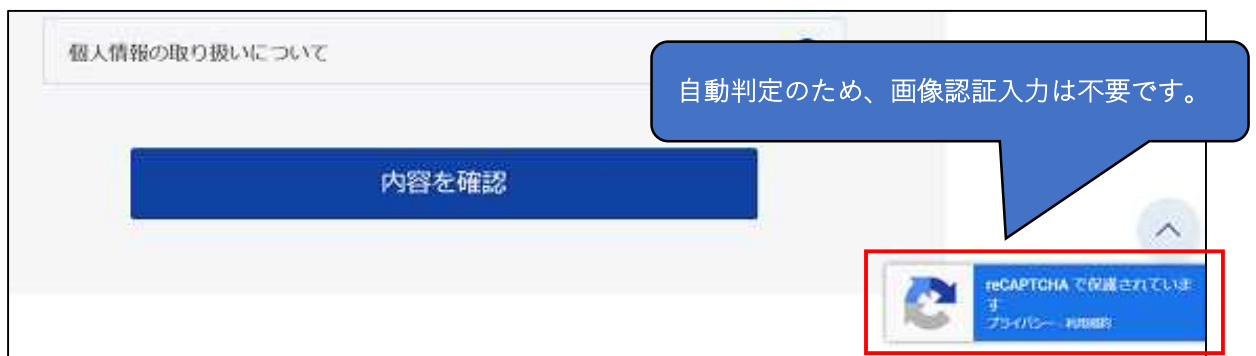 個人情報の取り扱いについて
自動判定のため、画像認証入力は不要です。
内容を確認
reCAPTCHA で保護されていま
す
プライバシー - 利用規約